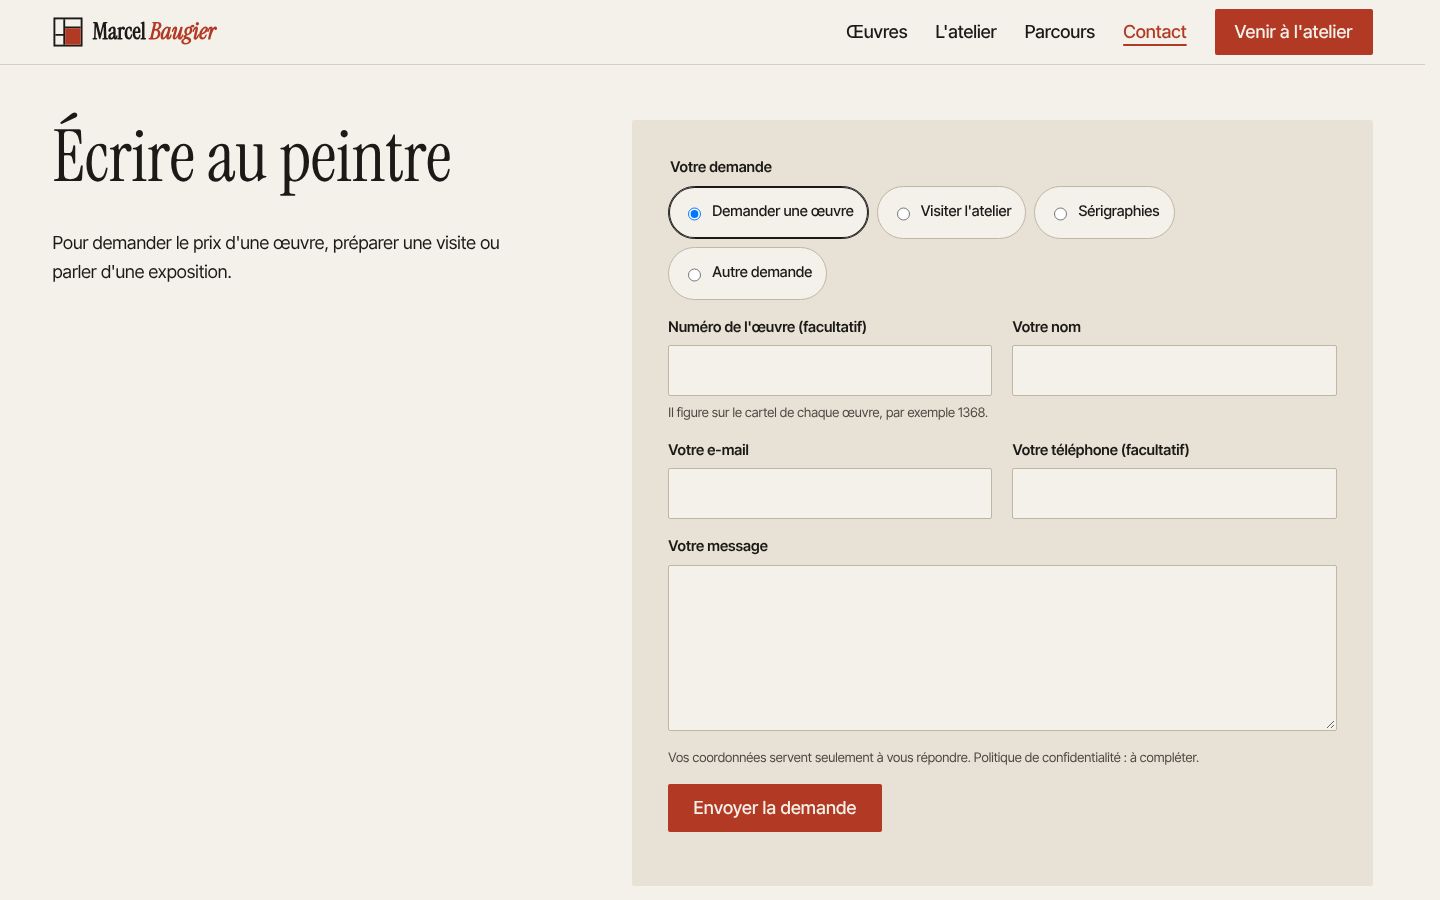 Marcel Baugier
Œuvres
L'atelier
Parcours
Contact
Venir à l'atelier
Écrire au peintre
Pour demander le prix d'une œuvre, préparer une visite ou
parler d'une exposition.
Votre demande
Demander une œuvre
Visiter l'atelier
Sérigraphies
Autre demande
Numéro de l'œuvre (facultatif)
Votre nom
Il figure sur le cartel de chaque œuvre, par exemple 1368.
Votre e-mail
Votre téléphone (facultatif)
Votre message
Vos coordonnées servent seulement à vous répondre. Politique de confidentialité : à compléter.
Envoyer la demande